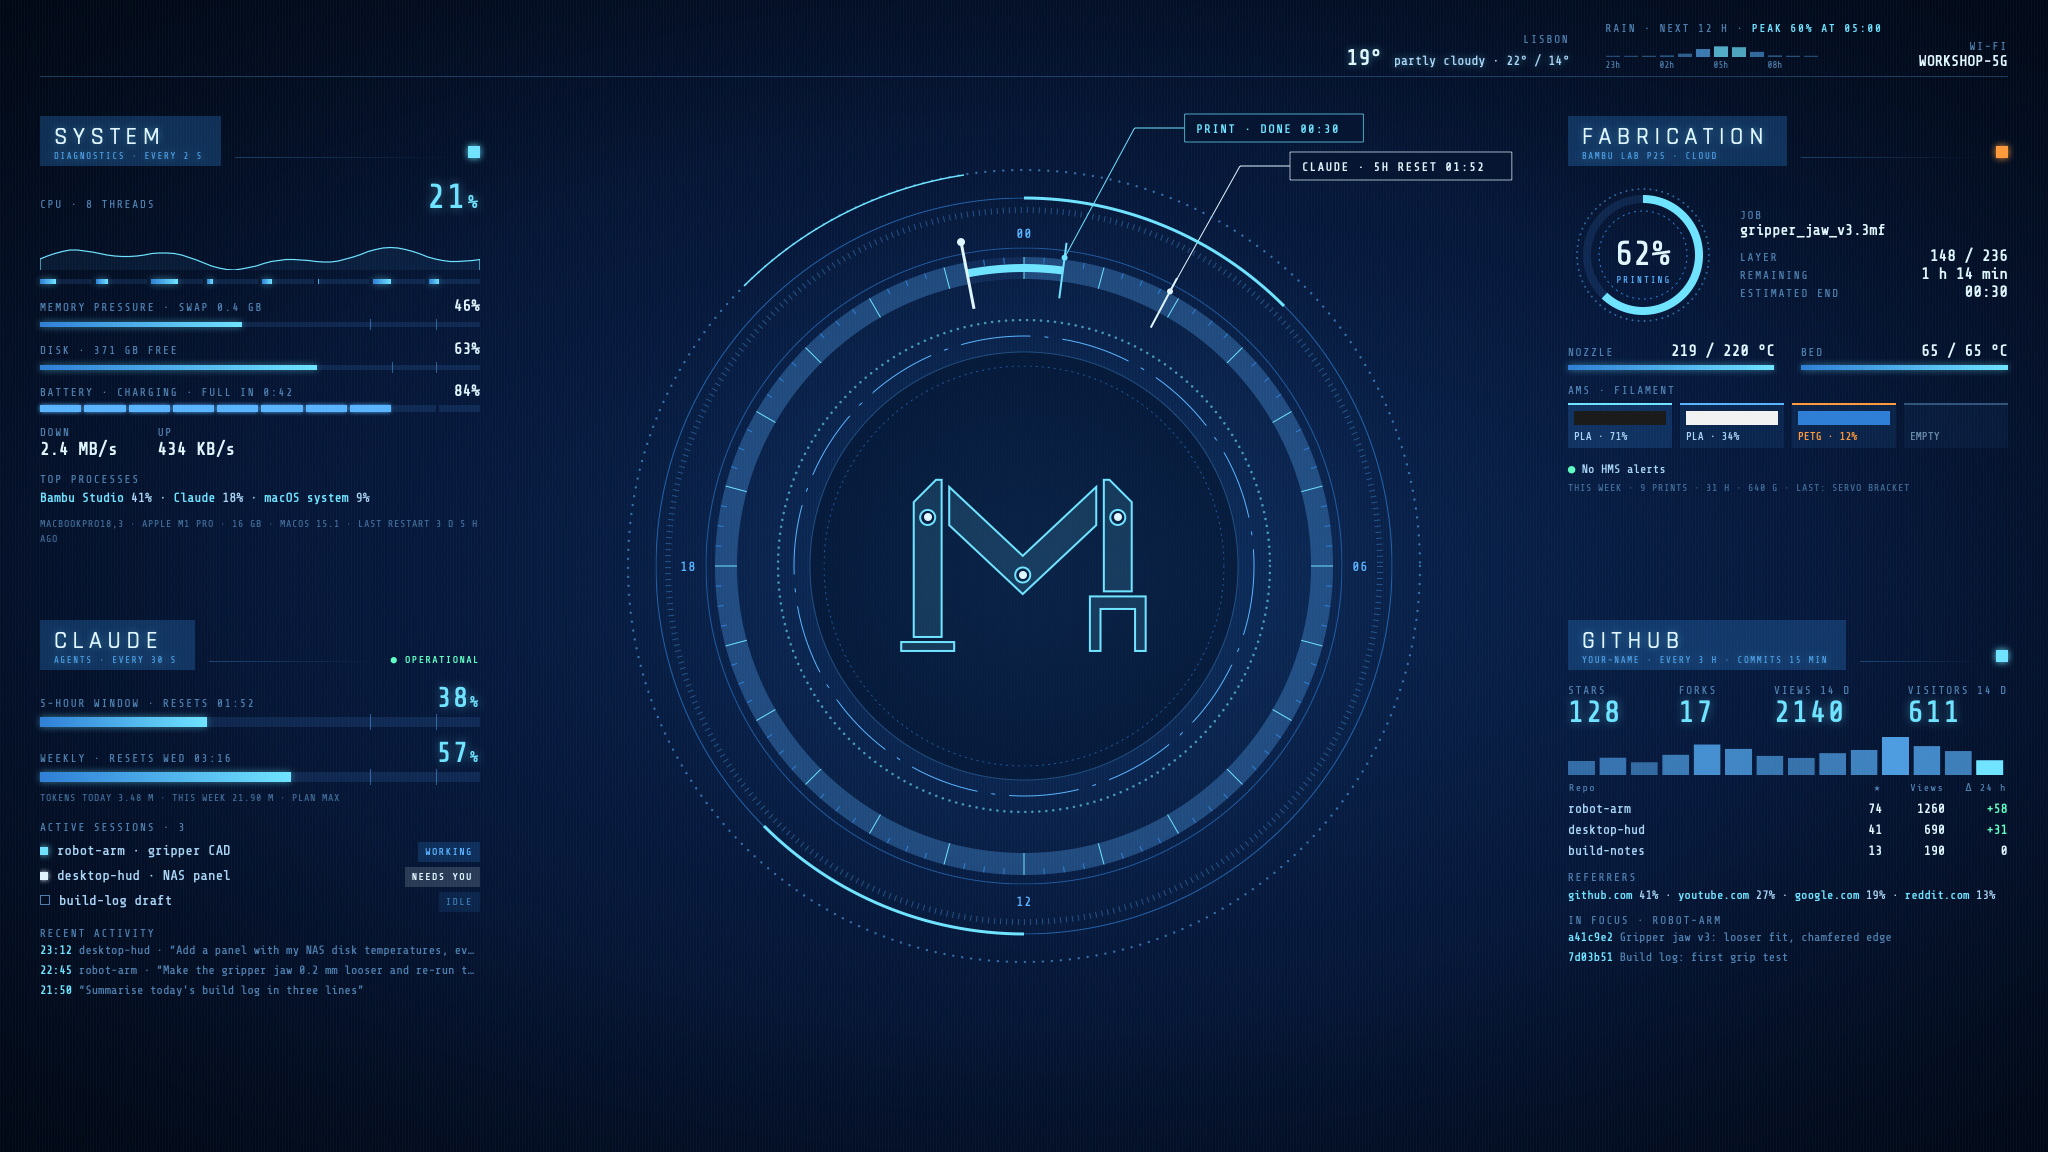 LISBON
19° partly cloudy · 22° / 14°
RAIN · NEXT 12 H · PEAK 60% AT 05:00
23h 02h 05h 08h
WI-FI
WORKSHOP-5G
SYSTEM
DIAGNOSTICS · EVERY 2 S
CPU · 8 THREADS 21%
MEMORY PRESSURE · SWAP 0.4 GB 46%
DISK · 371 GB FREE 63%
BATTERY · CHARGING · FULL IN 0:42 84%
DOWN UP
2.4 MB/s 434 KB/s
TOP PROCESSES
Bambu Studio 41% · Claude 18% · macOS system 9%
MACBOOKPRO18,3 · APPLE M1 PRO · 16 GB · MACOS 15.1 · LAST RESTART 3 D 5 H
AGO
CLAUDE
AGENTS · EVERY 30 S
OPERATIONAL
5-HOUR WINDOW · RESETS 01:52 38%
WEEKLY · RESETS WED 03:16 57%
TOKENS TODAY 3.48 M · THIS WEEK 21.90 M · PLAN MAX
ACTIVE SESSIONS · 3
robot-arm · gripper CAD WORKING
desktop-hud · NAS panel NEEDS YOU
build-log draft IDLE
RECENT ACTIVITY
23:12 desktop-hud · “Add a panel with my NAS disk temperatures, ev…
22:45 robot-arm · “Make the gripper jaw 0.2 mm looser and re-run t…
21:50 “Summarise today's build log in three lines”
PRINT · DONE 00:30
CLAUDE · 5H RESET 01:52
00
18
06
12
FABRICATION
BAMBU LAB P2S · CLOUD
62%
PRINTING
JOB
gripper_jaw_v3.3mf
LAYER 148 / 236
REMAINING 1 h 14 min
ESTIMATED END 00:30
NOZZLE 219 / 220 °C BED 65 / 65 °C
AMS · FILAMENT
PLA · 71% PLA · 34% PETG · 12% EMPTY
No HMS alerts
THIS WEEK · 9 PRINTS · 31 H · 640 G · LAST: SERVO BRACKET
GITHUB
YOUR-NAME · EVERY 3 H · COMMITS 15 MIN
STARS FORKS VIEWS 14 D VISITORS 14 D
128 17 2140 611
Repo ★ Views Δ 24 h
robot-arm 74 1260 +58
desktop-hud 41 690 +31
build-notes 13 190 0
REFERRERS
github.com 41% · youtube.com 27% · google.com 19% · reddit.com 13%
IN FOCUS · ROBOT-ARM
a41c9e2 Gripper jaw v3: looser fit, chamfered edge
7d03b51 Build log: first grip test